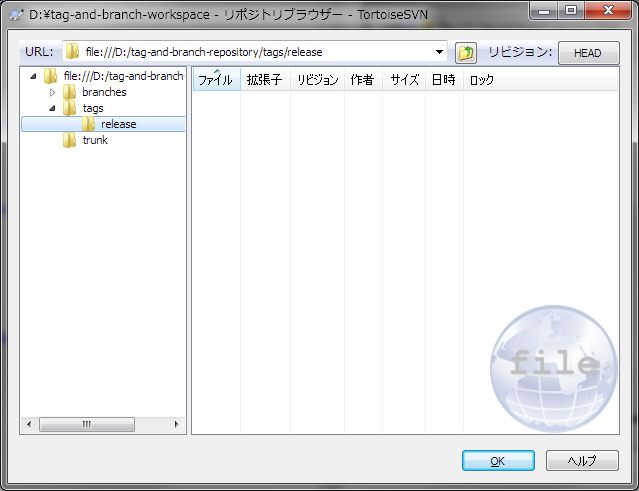 D:¥tag-and-branch-workspace - リポジトリブラウザー - TortoiseSVN
URL: file:///D:/tag-and-branch-repository/tags/release リビジョン: HEAD
file:///D:/tag-and-branch-
branches
tags
release
trunk
ファイル 拡張子 リビジョン 作者 サイズ 日時 ロック
file
OK ヘルプ